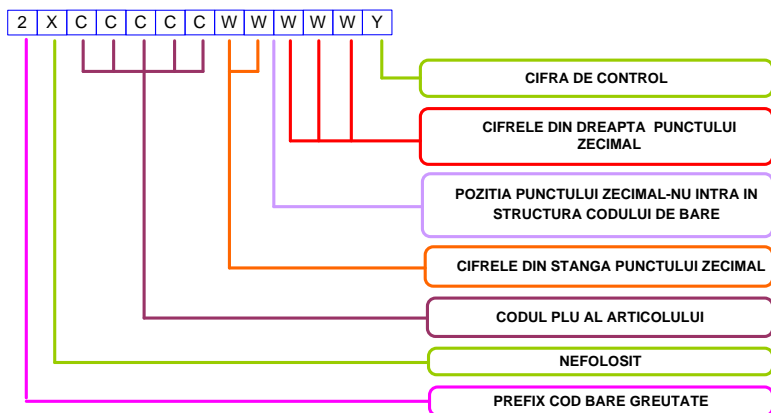 2 X C C C C C W W W W W Y
CIFRA DE CONTROL
CIFRELE DIN DREAPTA PUNCTULUI
ZECIMAL
POZITIA PUNCTULUI ZECIMAL-NU INTRA IN
STRUCTURA CODULUI DE BARE
CIFRELE DIN STANGA PUNCTULUI ZECIMAL
CODUL PLU AL ARTICOLULUI
NEFOLOSIT
PREFIX COD BARE GREUTATE